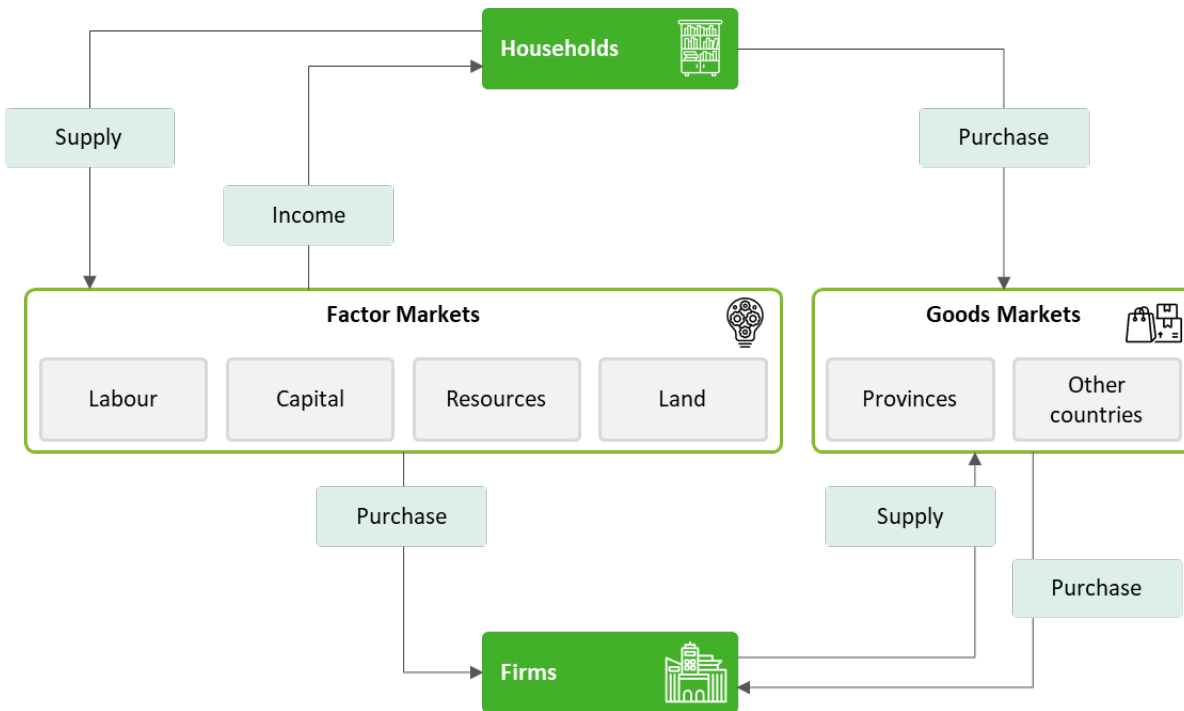 Households
Supply
Purchase
Income
Factor Markets
Goods Markets
Labour
Capital
Resources
Land
Provinces
Other
countries
Purchase
Supply
Purchase
Firms